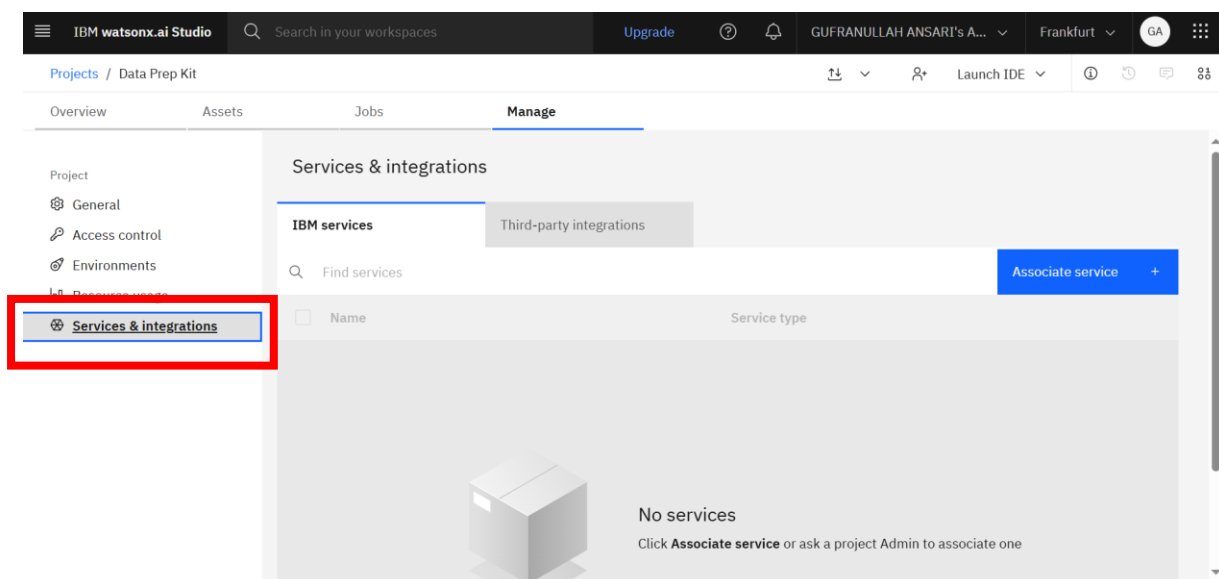 IBM watsonx.ai Studio Search in your workspaces Upgrade GUFRANULLAH ANSARI's A... Frankfurt GA
Projects / Data Prep Kit Launch IDE
Overview Assets Jobs Manage
Services & integrations
Project
General
Access control
Environments
Resource usage
Services & integrations
IBM services Third-party integrations
Find services Associate service +
Name Service type
No services
Click Associate service or ask a project Admin to associate one